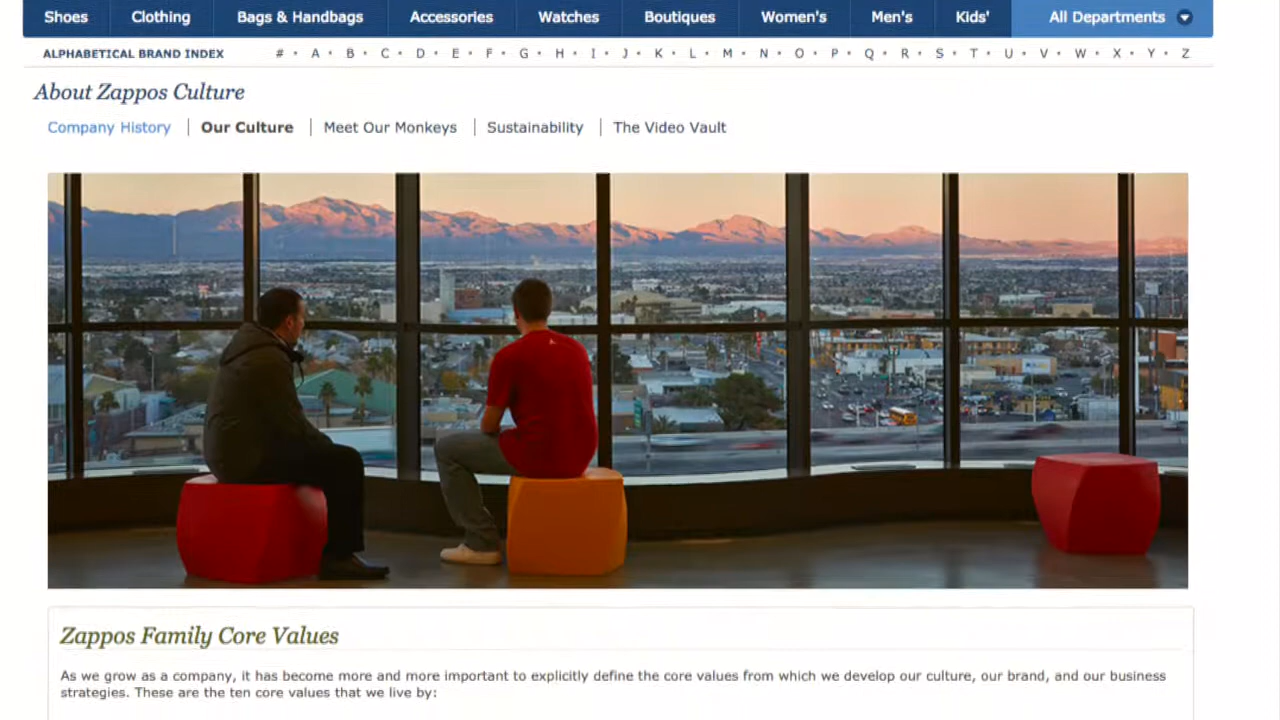 Shoes Clothing Bags & Handbags Accessories Watches Boutiques Women's Men's Kids' All Departments
ALPHABETICAL BRAND INDEX # • A • B • C • D • E • F • G • H • I • J • K • L • M • N • O • P • Q • R • S • T • U • V • W • X • Y • Z
About Zappos Culture
Company History | Our Culture | Meet Our Monkeys | Sustainability | The Video Vault
Zappos Family Core Values
As we grow as a company, it has become more and more important to explicitly define the core values from which we develop our culture, our brand, and our business
strategies. These are the ten core values that we live by: